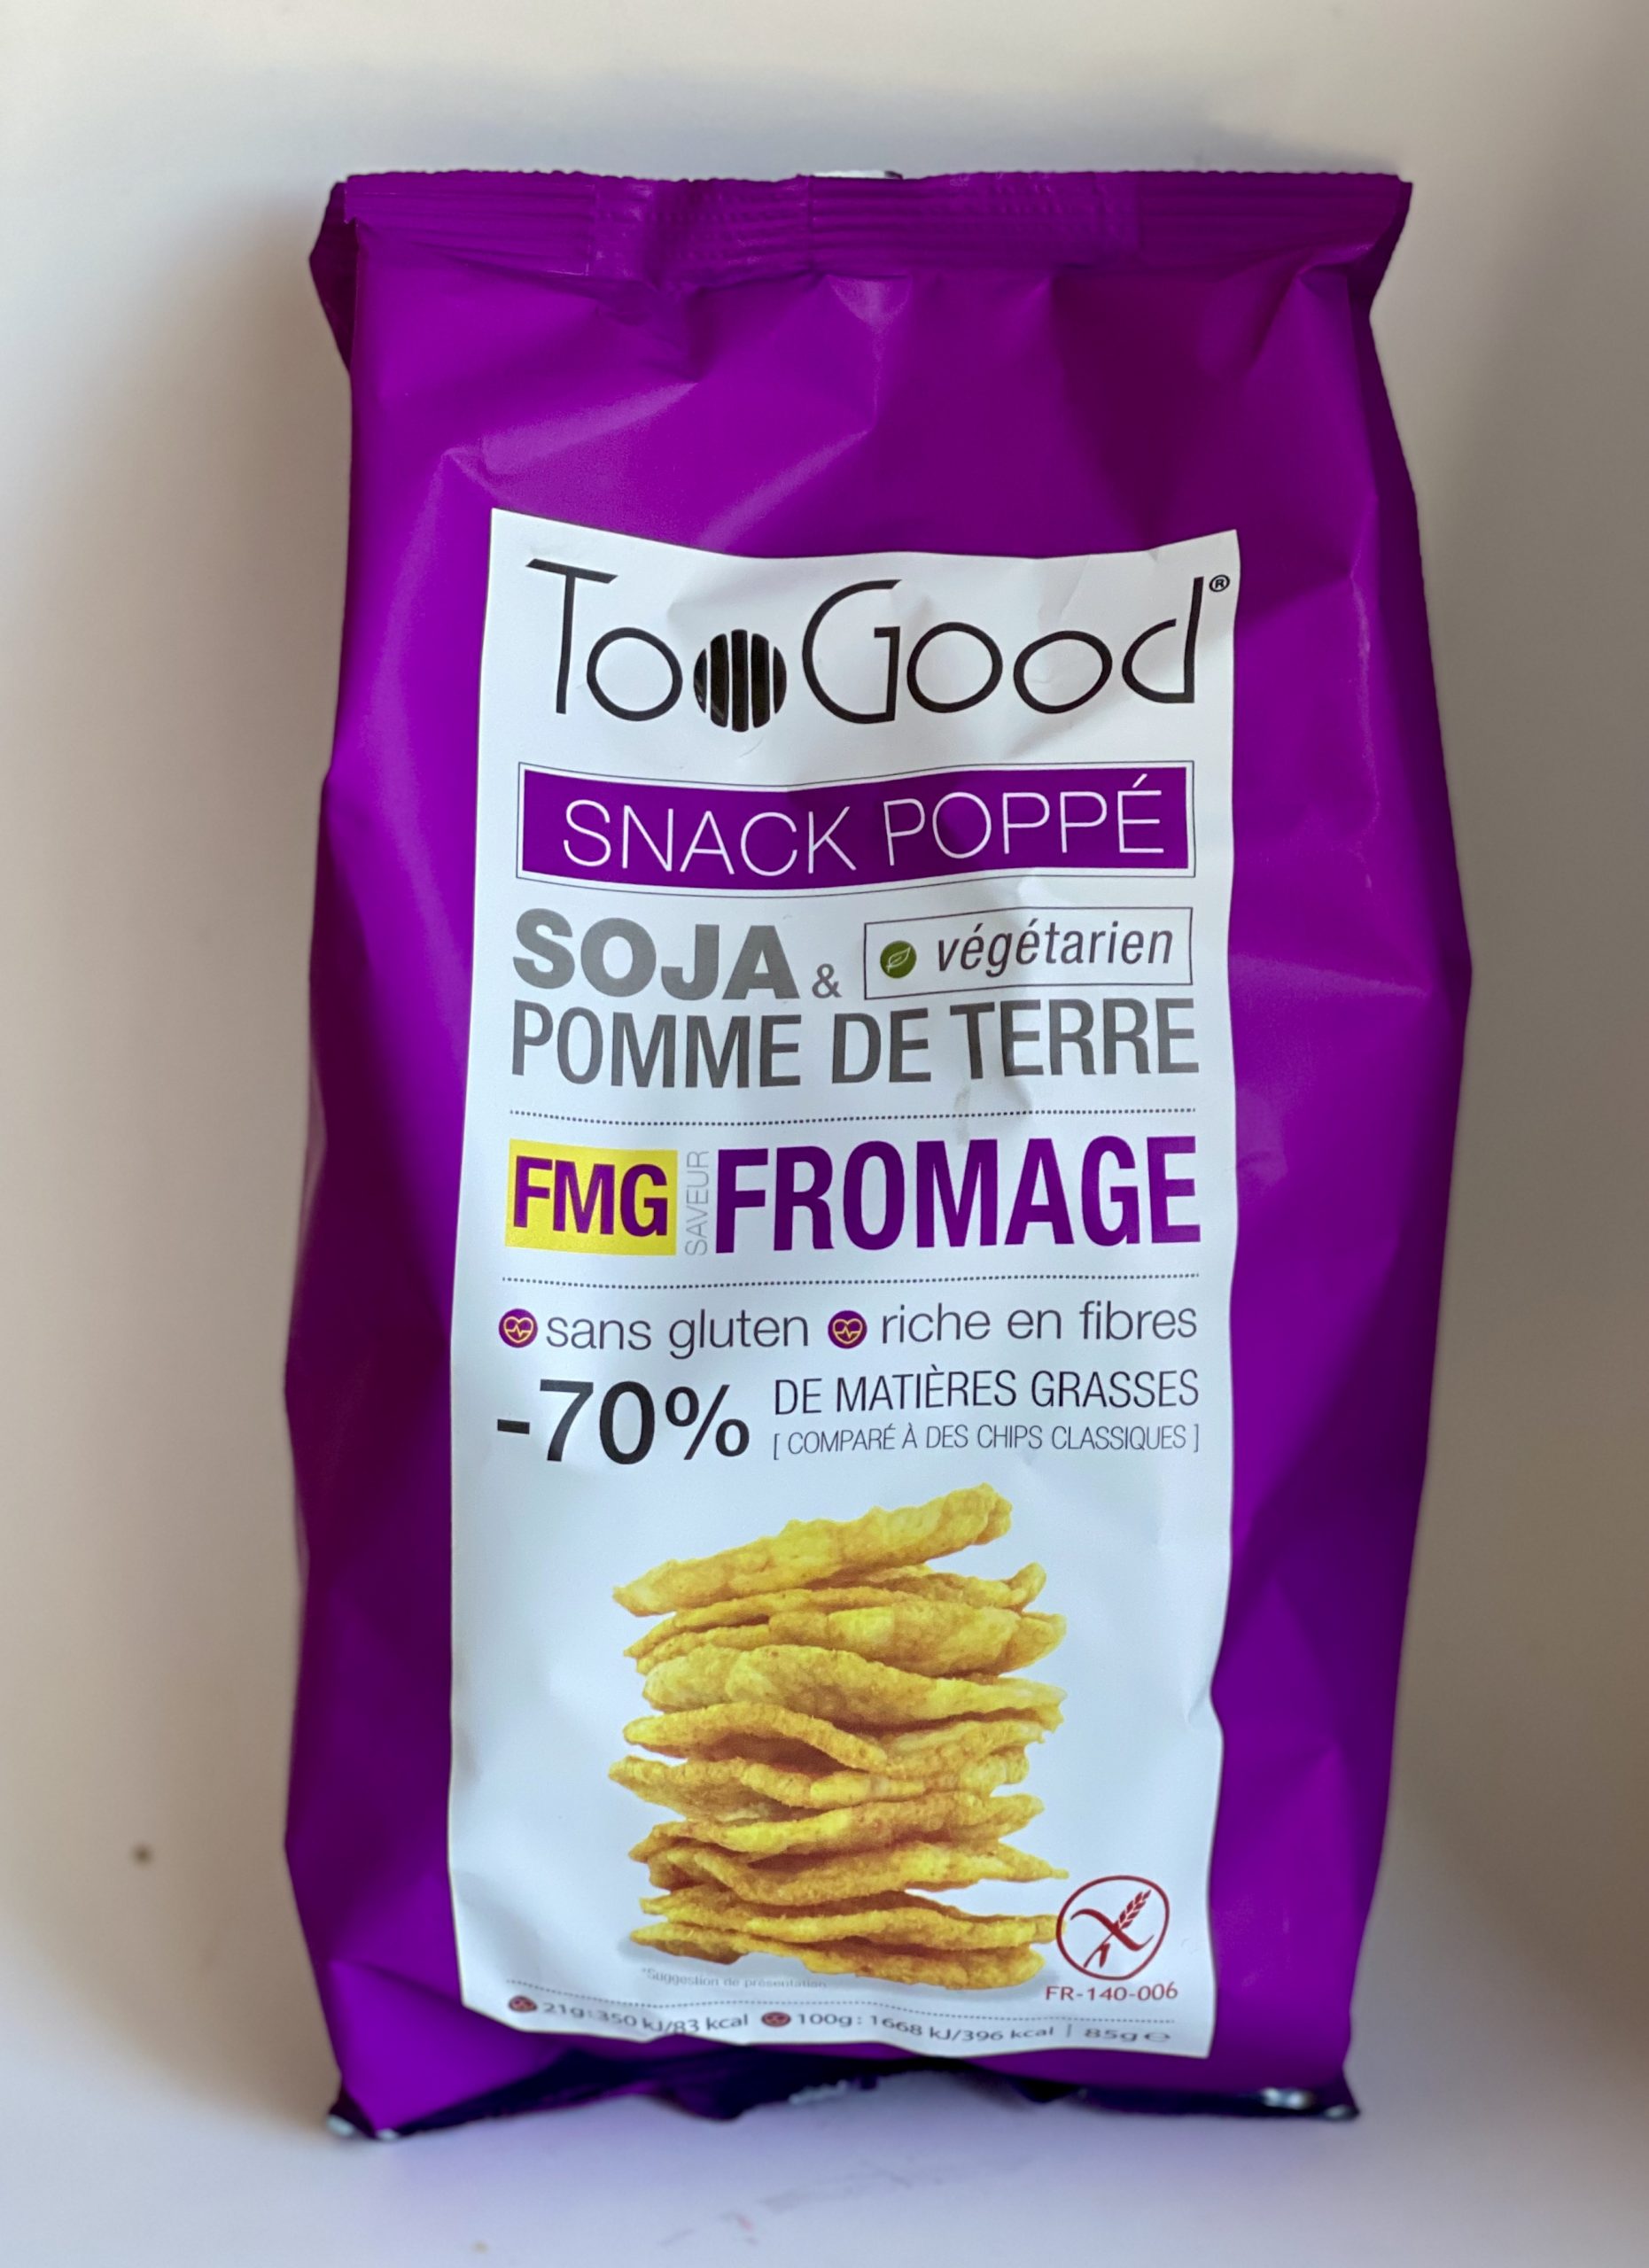 Too Good®
SNACK POPPÉ
SOJA &
végétarien
POMME DE TERRE
FMG SAVEUR FROMAGE
sans gluten riche en fibres
-70% DE MATIÈRES GRASSES
[ COMPARÉ À DES CHIPS CLASSIQUES ]
*Suggestion de présentation
FR-140-006
21g: 350 kJ/83 kcal 100g: 1668 kJ/396 kcal | 85g e